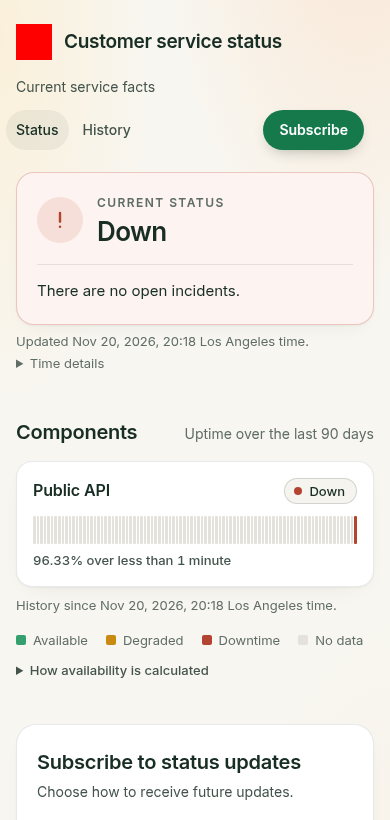 Customer service status
Current service facts
Status History Subscribe
CURRENT STATUS
!
Down
There are no open incidents.
Updated Nov 20, 2026, 20:18 Los Angeles time.
Time details
Components Uptime over the last 90 days
Public API Down
96.33% over less than 1 minute
History since Nov 20, 2026, 20:18 Los Angeles time.
Available Degraded Downtime No data
How availability is calculated
Subscribe to status updates
Choose how to receive future updates.